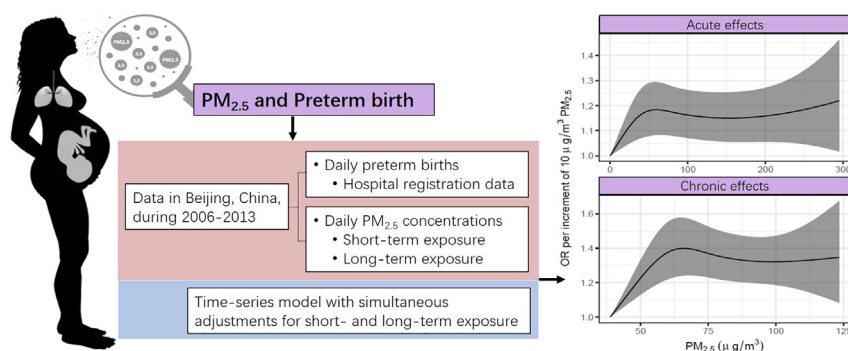 PM2.5
2.5
2.5
2.5
2.5
PM2.5
2.5
PM₂.₅ and Preterm birth
Data in Beijing, China,
during 2006-2013
• Daily preterm births
• Hospital registration data
• Daily PM₂.₅ concentrations
• Short-term exposure
• Long-term exposure
Time-series model with simultaneous
adjustments for short- and long-term exposure
OR per increment of 10 μg/m³ PM₂.₅
Acute effects
1.4
1.3
1.2
1.1
1.0
0
100
200
300
Chronic effects
1.6
1.4
1.2
1.0
50
75
100
125
PM₂.₅ (μg/m³)